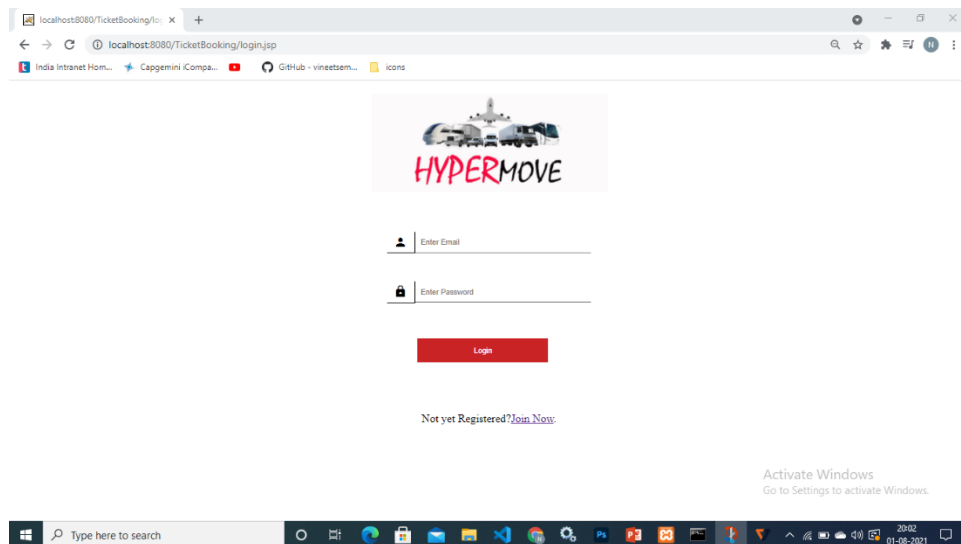 localhost:8080/TicketBooking/log
localhost:8080/TicketBooking/login.jsp
N
India Intranet Hom...
Capgemini iCompa...
GitHub - vineetsem...
icons
HYPERMOVE
Enter Email
Enter Password
Login
Not yet Registered?Join Now.
Activate Windows
Go to Settings to activate Windows.
Type here to search
Ps
20:02
01-08-2021